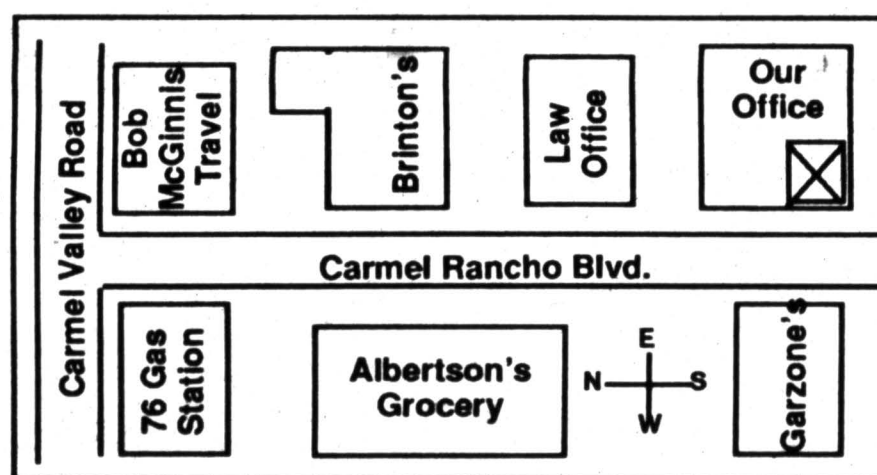 Carmel Valley Road
Bob
McGinnis
Travel
Brinton's
Law
Office
Our
Office
Carmel Rancho Blvd.
76 Gas
Station
Albertson's
Grocery
E
N
S
W
Garzone's